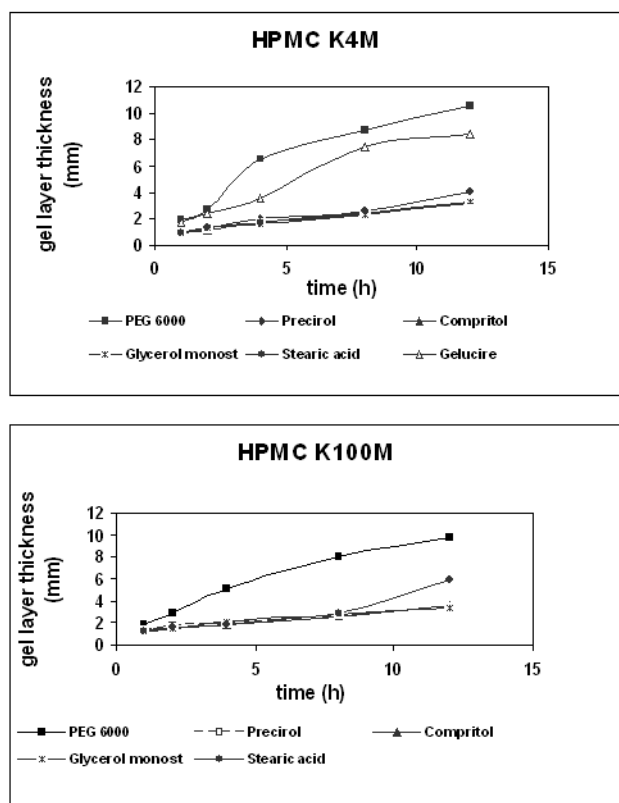 HPMC K4M
gel layer thickness
(mm)
12
10
8
6
4
2
0
0 5 10 15
time (h)
PEG 6000 Precirol Compritol
Glycerol monost Stearic acid Gelucire
HPMC K100M
gel layer thickness
(mm)
12
10
8
6
4
2
0
0 5 10 15
time (h)
PEG 6000 Precirol Compritol
Glycerol monost Stearic acid